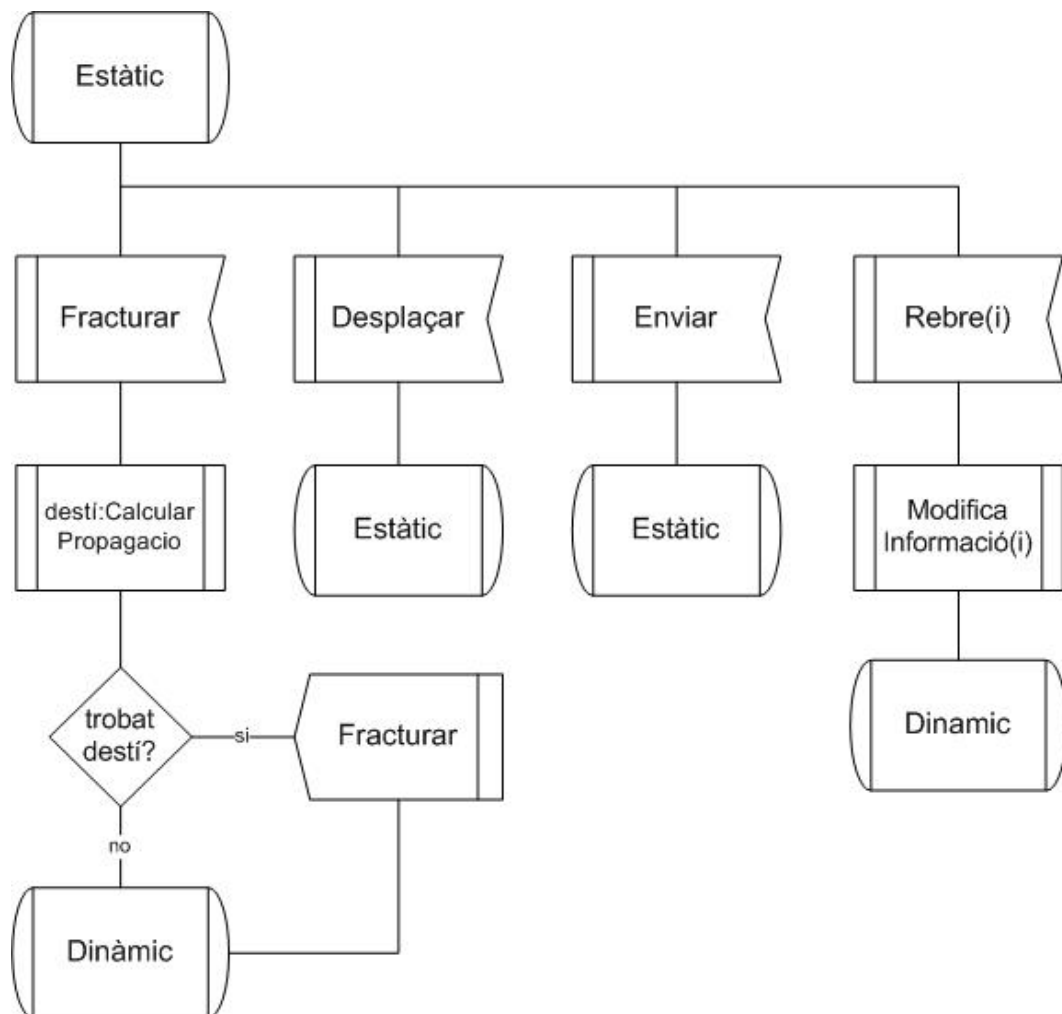 Estàtic
Fracturar
Desplaçar
Enviar
Rebre(i)
destí:Calcular
Propagacio
Estàtic
Estàtic
Modifica
Informació(i)
trobat
destí?
si
Fracturar
Dinamic
no
Dinàmic